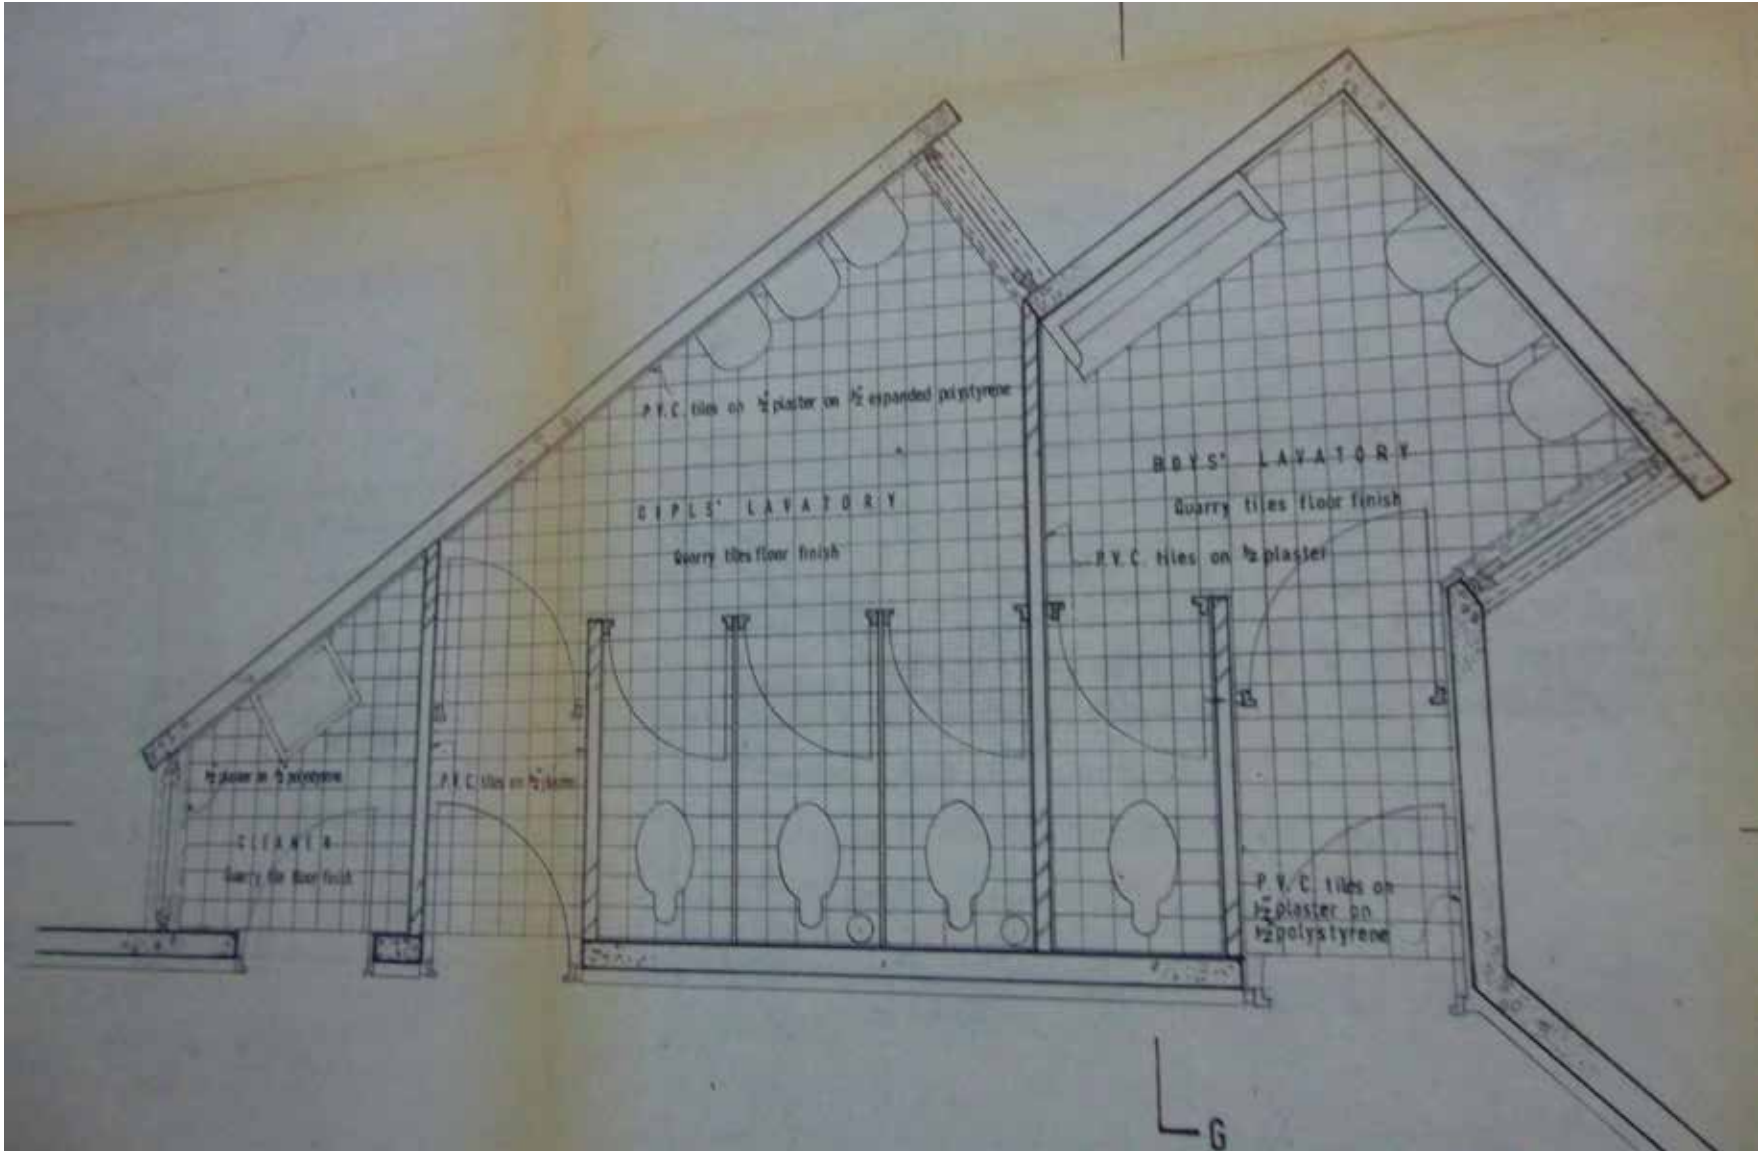 P.V.C. tiles on ½" plaster on ½" expanded polystyrene
BOYS' LAVATORY
GIRLS' LAVATORY
Quarry tiles floor finish
Quarry tiles floor finish
P.V.C. tiles on ½" plaster
½" plaster on ½" polystyrene
P.V.C. tiles on ½" plaster
CLEANER
Quarry tile floor finish
P.V.C. tiles on
½" plaster on
½" polystyrene
G